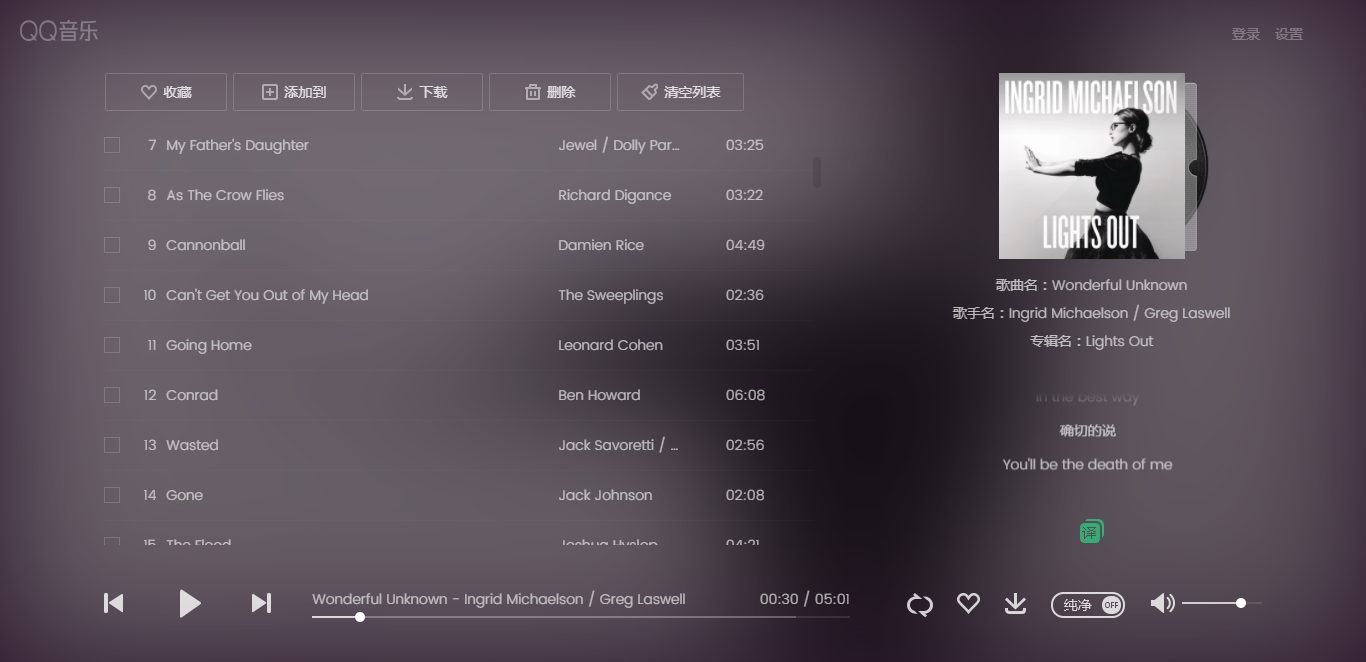 QQ音乐
登录 设置
收藏 添加到 下载 删除 清空列表
7 My Father's Daughter Jewel / Dolly Par... 03:25
8 As The Crow Flies Richard Digance 03:22
9 Cannonball Damien Rice 04:49
10 Can't Get You Out of My Head The Sweeplings 02:36
11 Going Home Leonard Cohen 03:51
12 Conrad Ben Howard 06:08
13 Wasted Jack Savoretti / ... 02:56
14 Gone Jack Johnson 02:08
15 The Flood Joshua Hyslop 04:21
INGRID MICHAELSON
LIGHTS OUT
歌曲名：Wonderful Unknown
歌手名：Ingrid Michaelson / Greg Laswell
专辑名：Lights Out
In the best way
确切的说
You'll be the death of me
译
Wonderful Unknown - Ingrid Michaelson / Greg Laswell 00:30 / 05:01
纯净 OFF